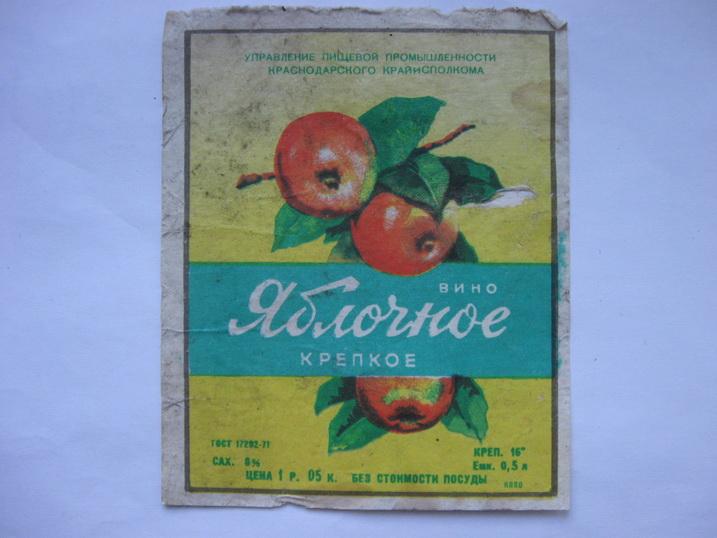 УПРАВЛЕНИЕ ПИЩЕВОЙ ПРОМЫШЛЕННОСТИ
КРАСНОДАРСКОГО КРАЙИСПОЛКОМА
ВИНО
Яблочное
КРЕПКОЕ
ГОСТ 17292-71
САХ. 8%
КРЕП. 16°
Емк. 0,5 л
ЦЕНА 1 Р. 05 К. БЕЗ СТОИМОСТИ ПОСУДЫ